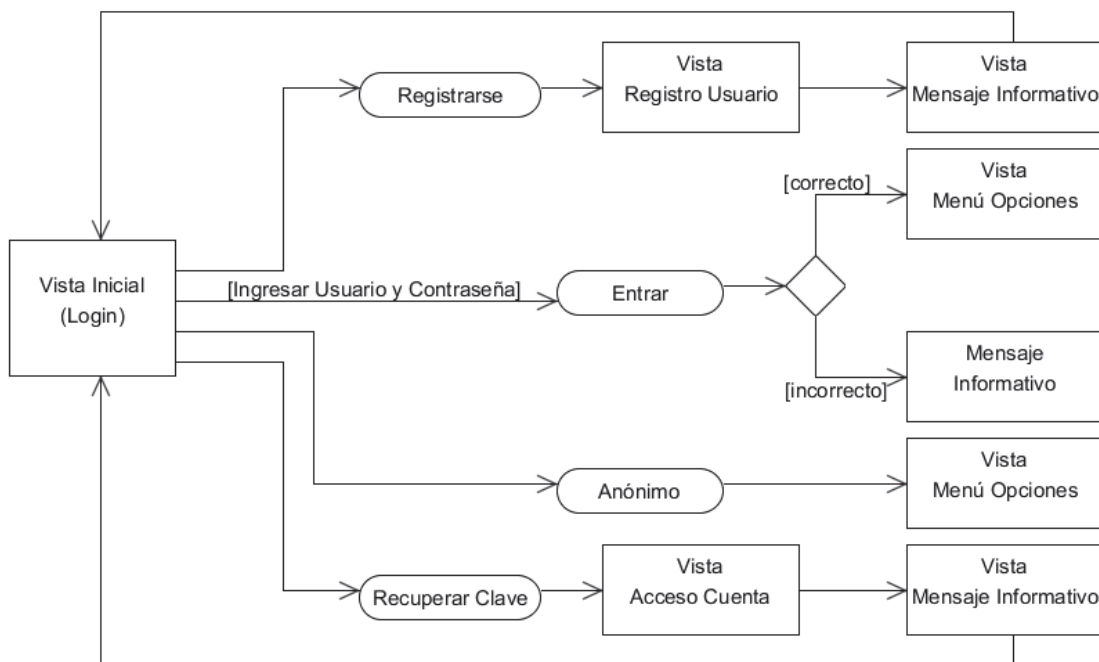 Vista
Registro Usuario
Vista
Mensaje Informativo
Registrarse
[correcto]
Vista
Menú Opciones
Vista Inicial
(Login)
[Ingresar Usuario y Contraseña]
Entrar
[incorrecto]
Mensaje
Informativo
Anónimo
Vista
Menú Opciones
Recuperar Clave
Vista
Acceso Cuenta
Vista
Mensaje Informativo